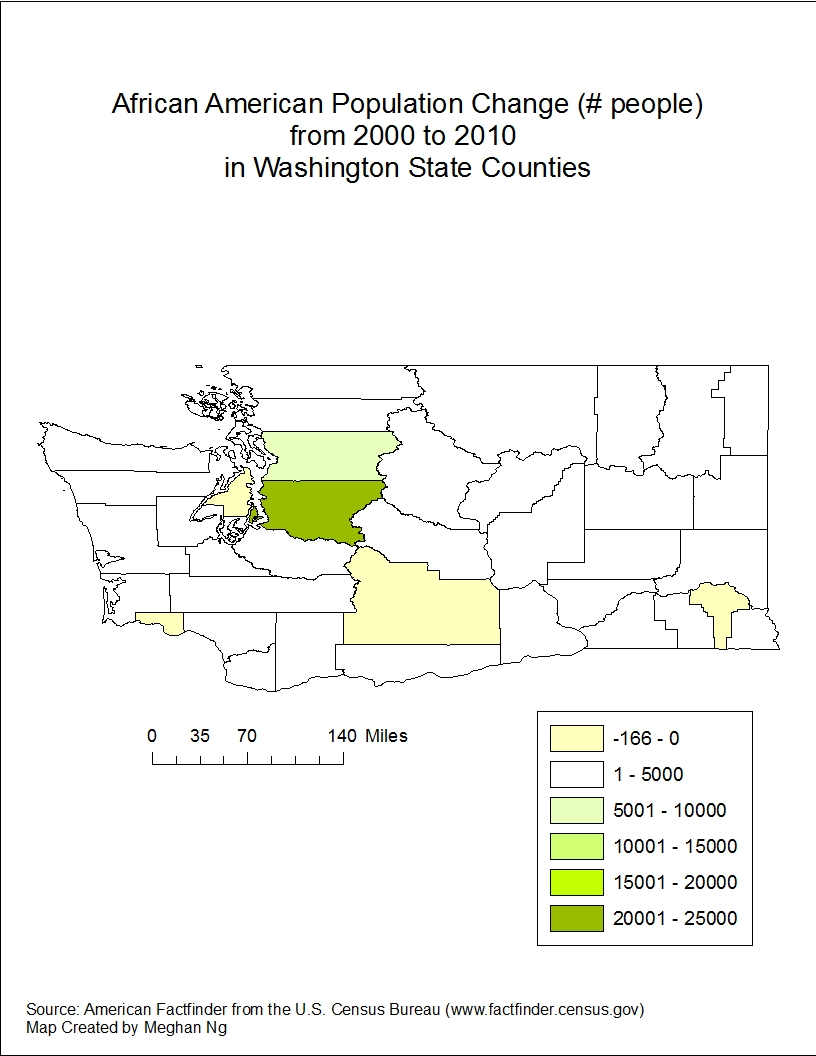 African American Population Change (# people)
from 2000 to 2010
in Washington State Counties
0 35 70 140 Miles
-166 - 0
1 - 5000
5001 - 10000
10001 - 15000
15001 - 20000
20001 - 25000
Source: American Factfinder from the U.S. Census Bureau (www.factfinder.census.gov)
Map Created by Meghan Ng